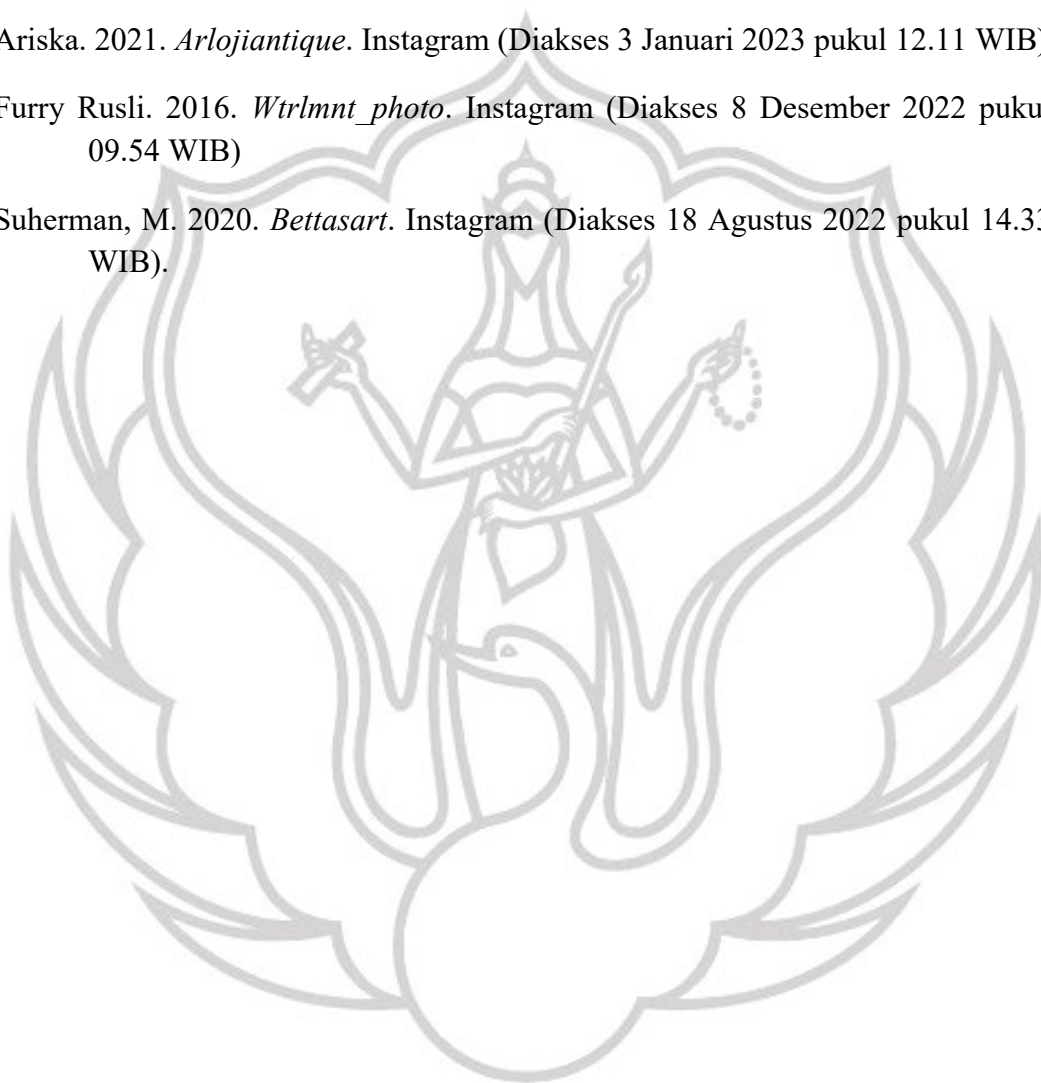 Ariska. 2021. Arlojiantique. Instagram (Diakses 3 Januari 2023 pukul 12.11 WIB)
Furry Rusli. 2016. Wtrlmnt_photo. Instagram (Diakses 8 Desember 2022 puku
09.54 WIB)
Suherman, M. 2020. Bettasart. Instagram (Diakses 18 Agustus 2022 pukul 14.33
WIB).